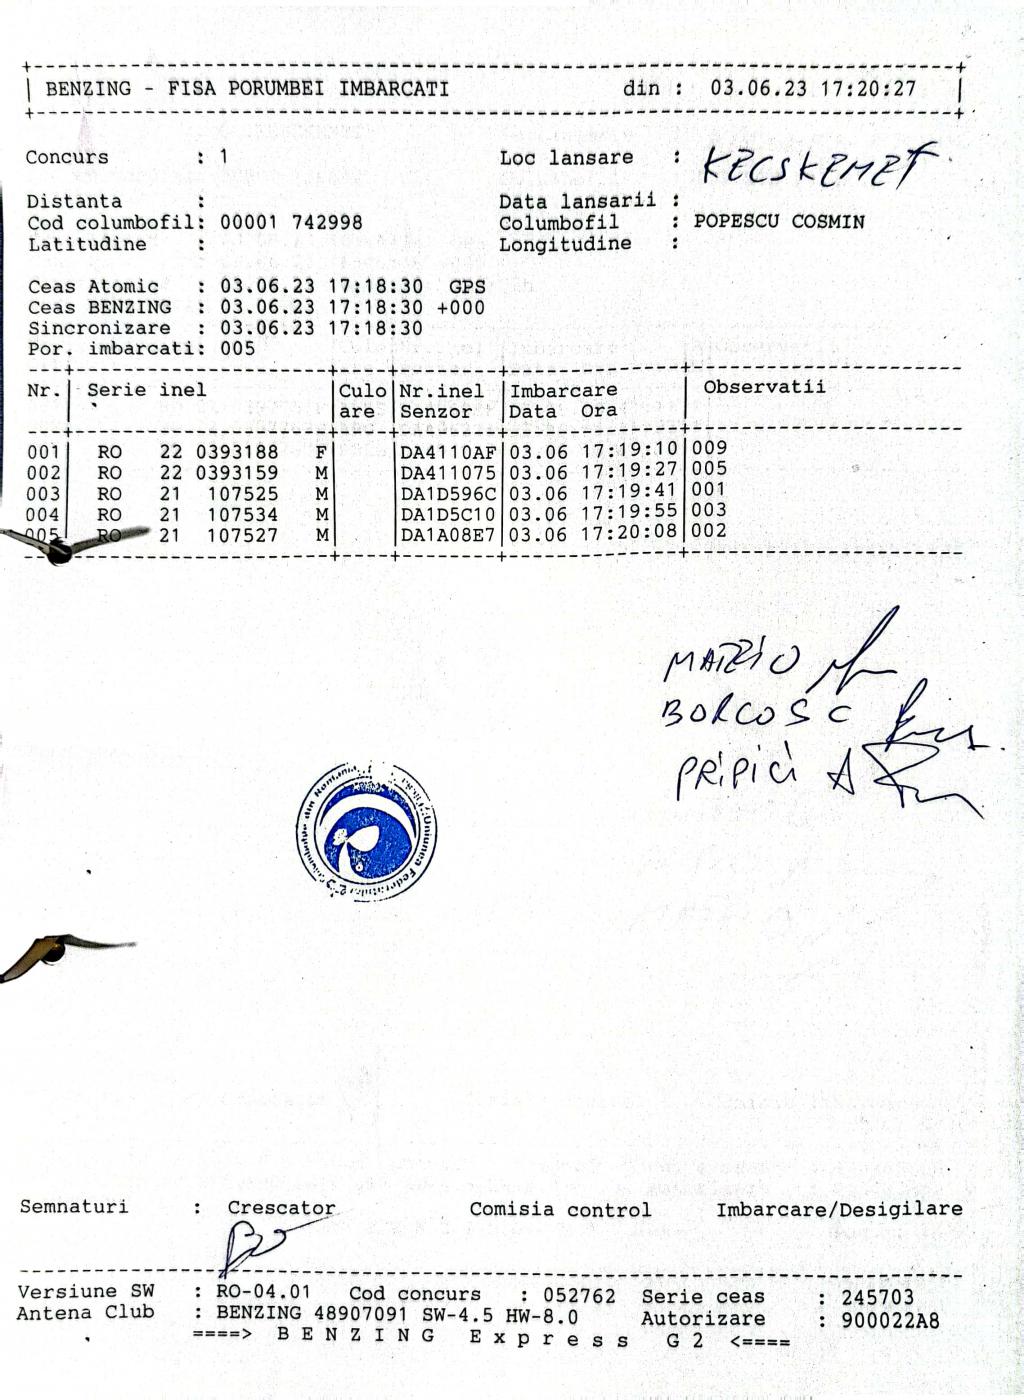 BENZING - FISA PORUMBEI IMBARCATI din : 03.06.23 17:20:27
Concurs : 1 Loc lansare : KECSKEMET
Distanta : Data lansarii :
Cod columbofil: 00001 742998 Columbofil : POPESCU COSMIN
Latitudine : Longitudine :
Ceas Atomic : 03.06.23 17:18:30 GPS
Ceas BENZING : 03.06.23 17:18:30 +000
Sincronizare : 03.06.23 17:18:30
Por. imbarcati: 005
Nr. Serie inel Culo Nr.inel Imbarcare Observatii
are Senzor Data Ora
001 RO 22 0393188 F DA4110AF 03.06 17:19:10 009
002 RO 22 0393159 M DA411075 03.06 17:19:27 005
003 RO 21 107525 M DA1D596C 03.06 17:19:41 001
004 RO 21 107534 M DA1D5C10 03.06 17:19:55 003
005 RO 21 107527 M DA1A08E7 03.06 17:20:08 002
BORCOS C
PRIPICI A
Uniunea Federatiilor din Romania
Semnaturi : Crescator Comisia control Imbarcare/Desigilare
Versiune SW : RO-04.01 Cod concurs : 052762 Serie ceas : 245703
Antena Club : BENZING 48907091 SW-4.5 HW-8.0 Autorizare : 900022A8
====> B E N Z I N G E x p r e s s G 2 <====